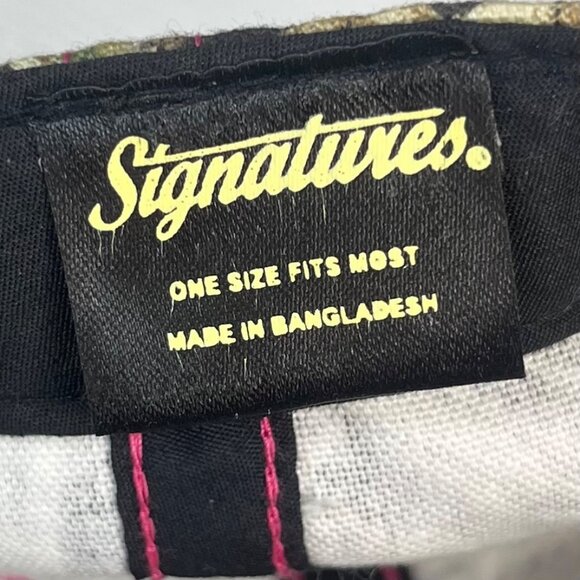 Signatures®
ONE SIZE FITS MOST
MADE IN BANGLADESH